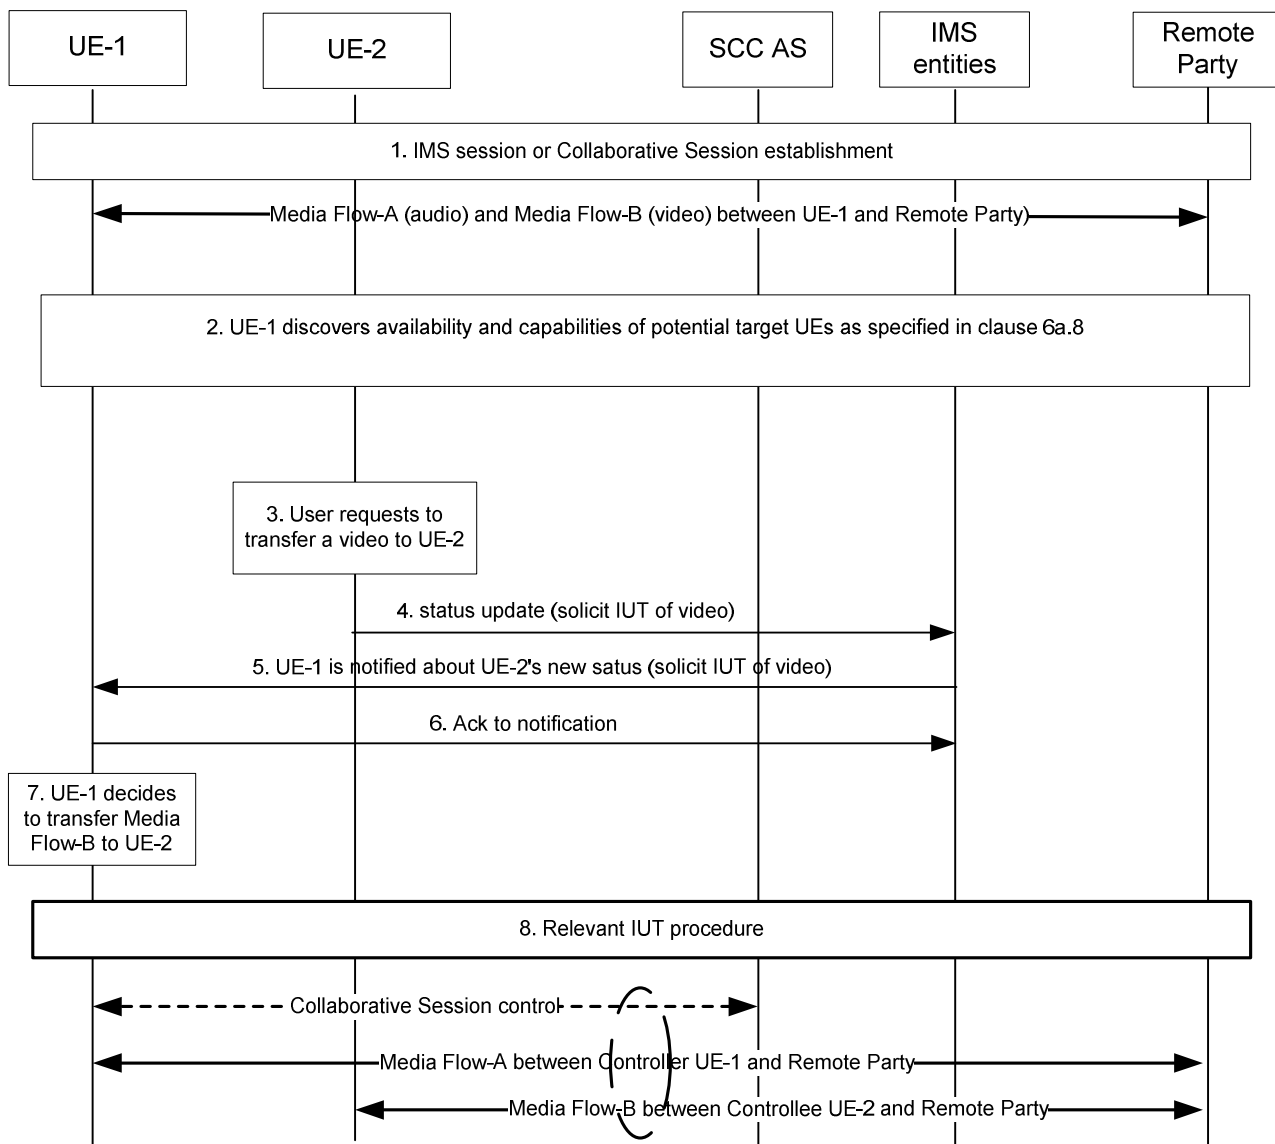 UE-1
UE-2
SCC AS
IMS
entities
Remote
Party
1. IMS session or Collaborative Session establishment
Media Flow-A (audio) and Media Flow-B (video) between UE-1 and Remote Party)
2. UE-1 discovers availability and capabilities of potential target UEs as specified in clause 6a.8
3. User requests to
transfer a video to UE-2
4. status update (solicit IUT of video)
5. UE-1 is notified about UE-2's new satus (solicit IUT of video)
6. Ack to notification
7. UE-1 decides
to transfer Media
Flow-B to UE-2
8. Relevant IUT procedure
Collaborative Session control
Media Flow-A between Controller UE-1 and Remote Party
Media Flow-B between Controllee UE-2 and Remote Party